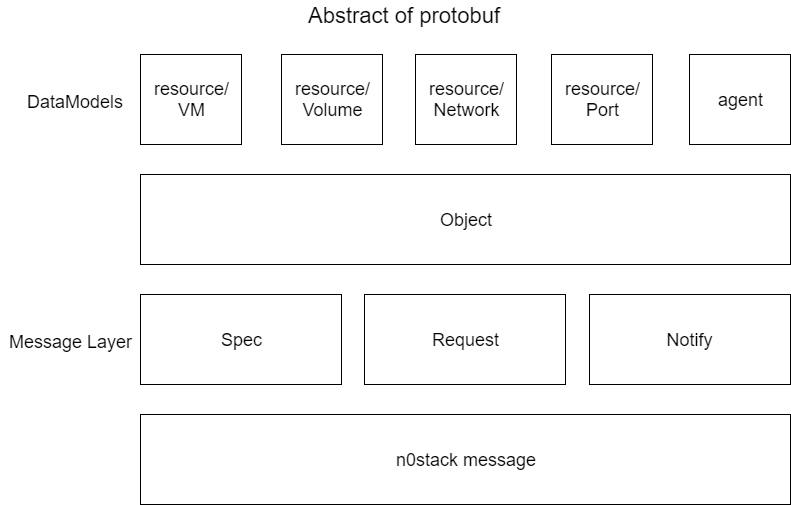 Abstract of protobuf
DataModels
resource/
VM
resource/
Volume
resource/
Network
resource/
Port
agent
Object
Message Layer
Spec
Request
Notify
n0stack message